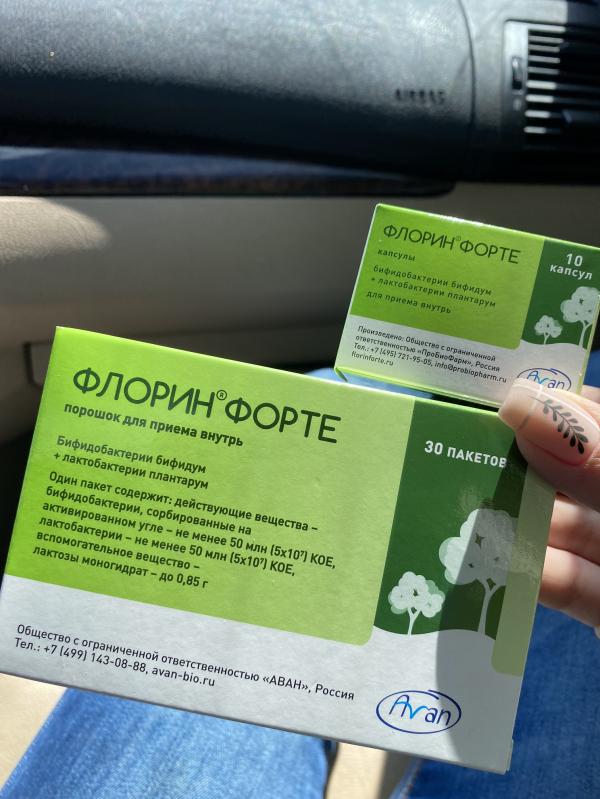 AIRBAG
ФЛОРИН®ФОРТЕ
капсулы
бифидобактерии бифидум
+ лактобактерии плантарум
для приема внутрь
10
капсул
Произведено: Общество с ограниченной
ответственностью «ПроБиоФарм», Россия
Тел.: +7 (495) 721-95-05, info@probiopharm.ru
florinforte.ru
Avan
ФЛОРИН®ФОРТЕ
порошок для приема внутрь
30 ПАКЕТОВ
Бифидобактерии бифидум
+ лактобактерии плантарум
Один пакет содержит: действующие вещества –
бифидобактерии, сорбированные на
активированном угле – не менее 50 млн (5x10⁷) КОЕ,
лактобактерии – не менее 50 млн (5x10⁷) КОЕ,
вспомогательное вещество –
лактозы моногидрат – до 0,85 г
Общество с ограниченной ответственностью «АВАН», Россия
Тел.: +7 (499) 143-08-88, avan-bio.ru
Avan